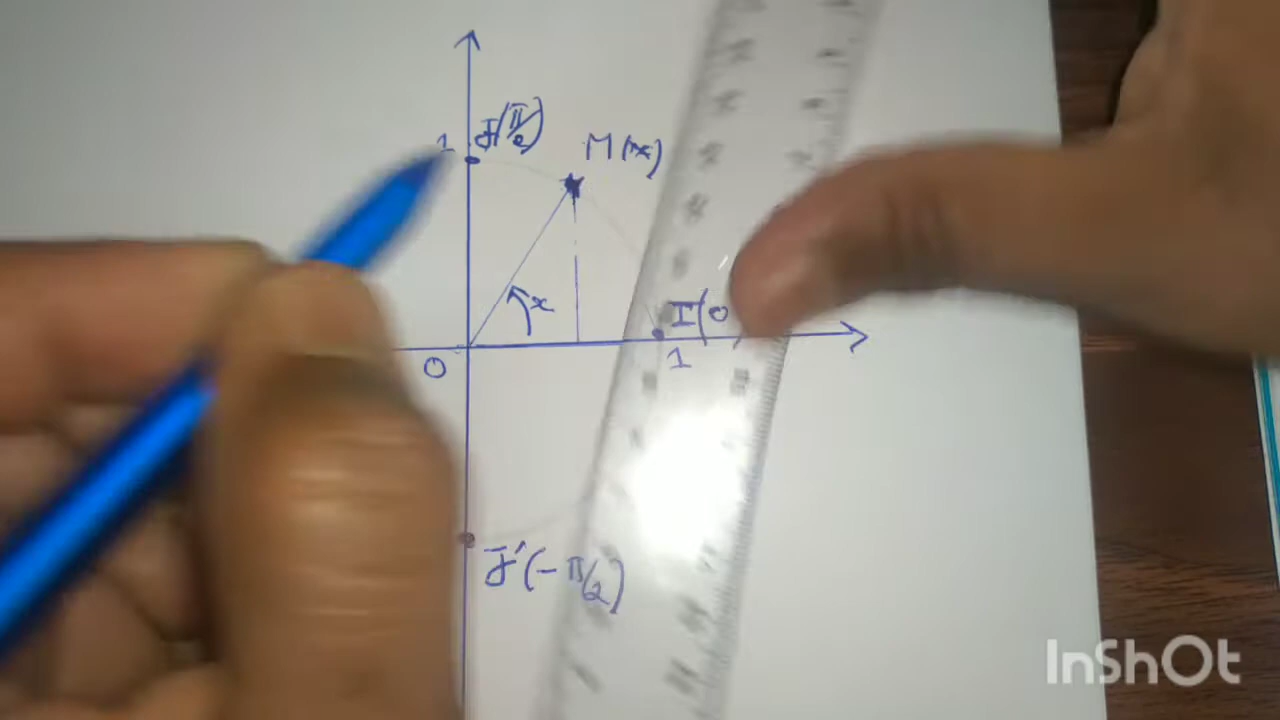 1 J(π/2)
M(x)
x
I(0
0
1
J'(-π/2)
InShOt